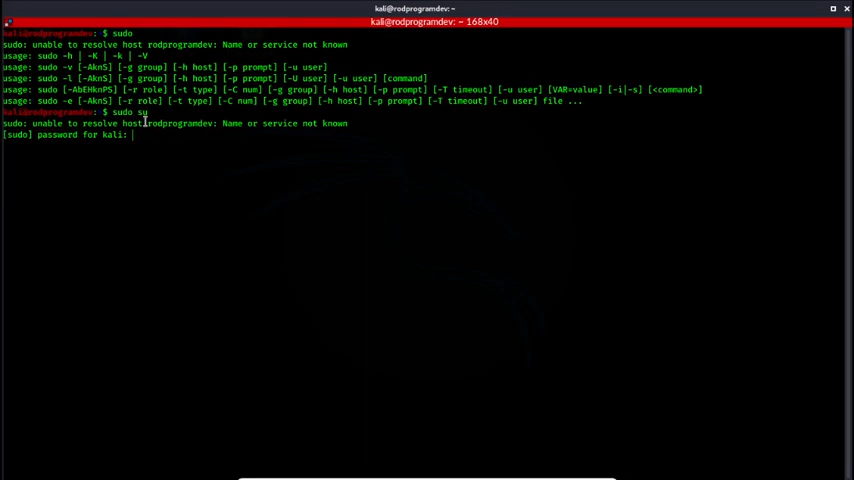 kali@rodprogramdev: ~
kali@rodprogramdev: ~ 168x40
kali@rodprogramdev: $ sudo
sudo: unable to resolve host rodprogramdev: Name or service not known
usage: sudo -h | -K | -k | -V
usage: sudo -v [-AknS] [-g group] [-h host] [-p prompt] [-u user]
usage: sudo -l [-AknS] [-g group] [-h host] [-p prompt] [-U user] [-u user] [command]
usage: sudo [-AbEHknPS] [-r role] [-t type] [-C num] [-g group] [-h host] [-p prompt] [-T timeout] [-u user] [VAR=value] [-i|-s] [<command>]
usage: sudo -e [-AknS] [-r role] [-t type] [-C num] [-g group] [-h host] [-p prompt] [-T timeout] [-u user] file ...
kali@rodprogramdev: $ sudo su
sudo: unable to resolve host rodprogramdev: Name or service not known
[sudo] password for kali: